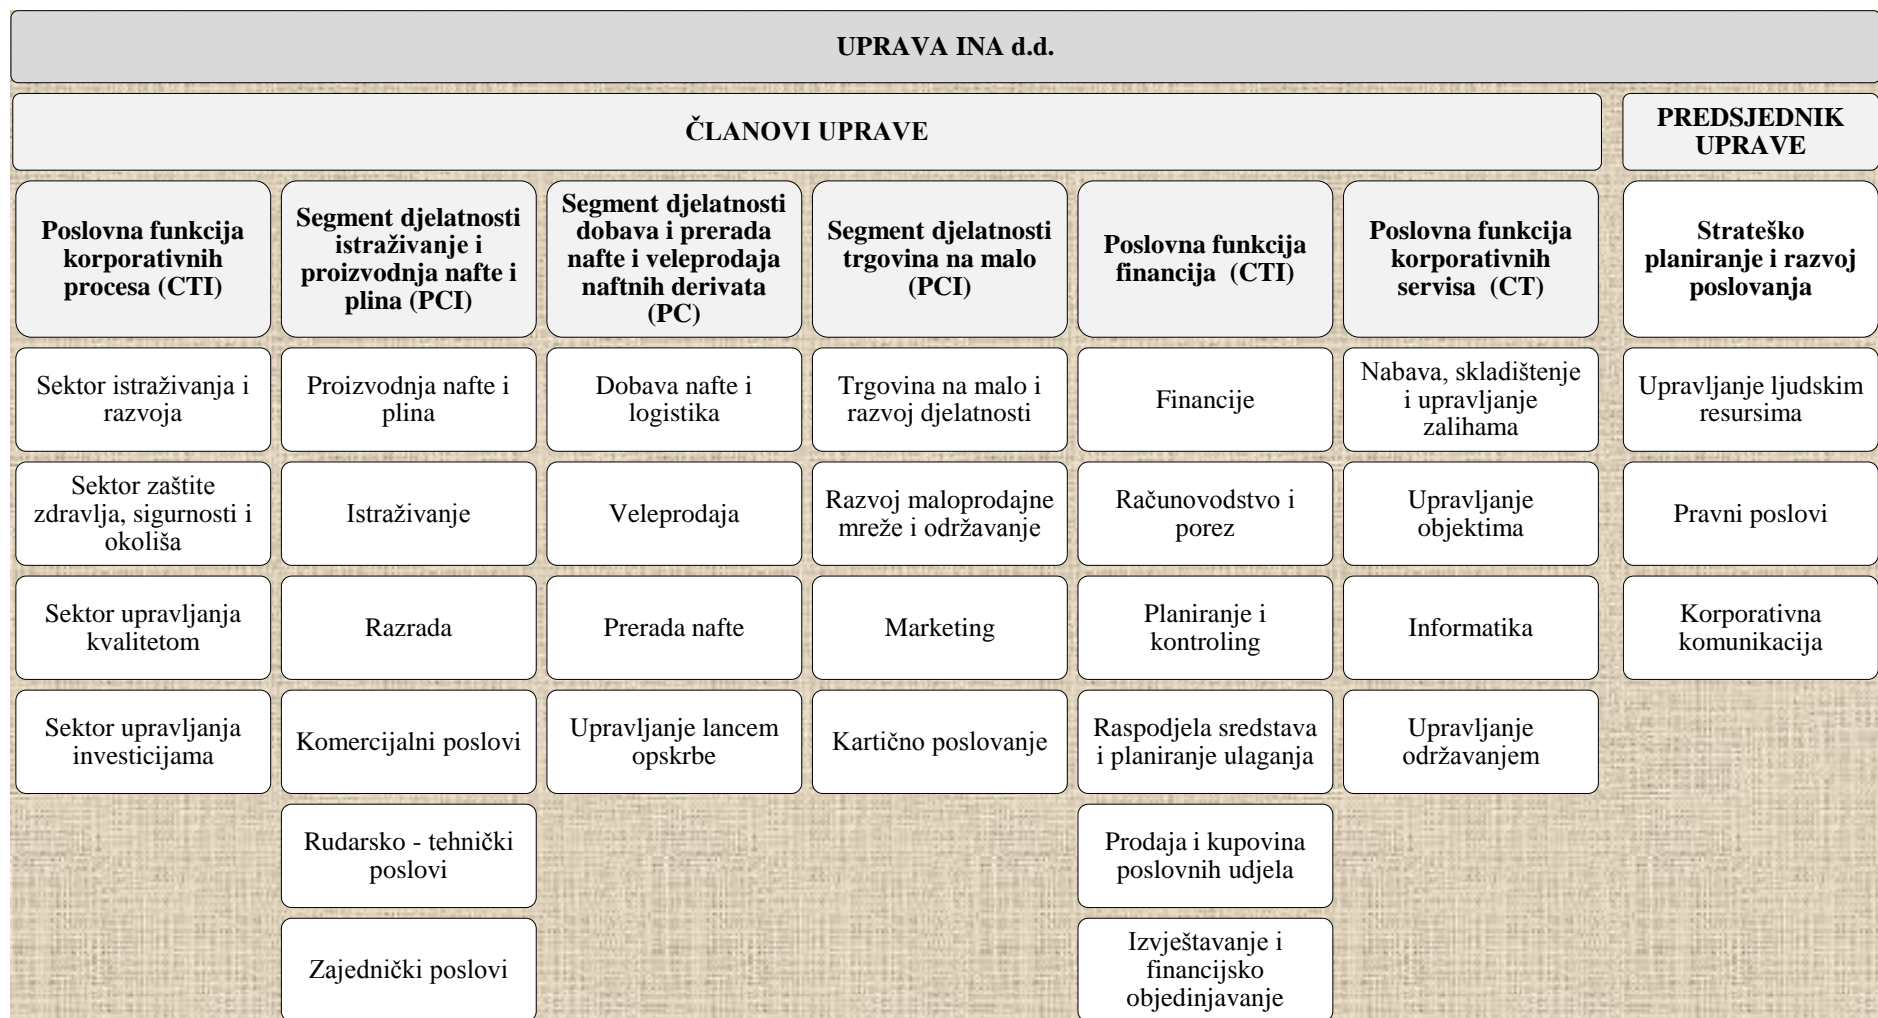 UPRAVA INA d.d.
ČLANOVI UPRAVE
PREDSJEDNIK
UPRAVE
Poslovna funkcija
korporativnih
procesa (CTI)
Segment djelatnosti
istraživanje i
proizvodnja nafte i
plina (PCI)
Segment djelatnosti
dobava i prerada
nafte i veleprodaja
naftnih derivata
(PC)
Segment djelatnosti
trgovina na malo
(PCI)
Poslovna funkcija
financija (CTI)
Poslovna funkcija
korporativnih
servisa (CT)
Strateško
planiranje i razvoj
poslovanja
Sektor istraživanja i
razvoja
Proizvodnja nafte i
plina
Dobava nafte i
logistika
Trgovina na malo i
razvoj djelatnosti
Financije
Nabava, skladištenje
i upravljanje
zalihama
Upravljanje ljudskim
resursima
Sektor zaštite
zdravlja, sigurnosti i
okoliša
Istraživanje
Veleprodaja
Razvoj maloprodajne
mreže i održavanje
Računovodstvo i
porez
Upravljanje
objektima
Pravni poslovi
Sektor upravljanja
kvalitetom
Razrada
Prerada nafte
Marketing
Planiranje i
kontroling
Informatika
Korporativna
komunikacija
Sektor upravljanja
investicijama
Komercijalni poslovi
Upravljanje lancem
opskrbe
Kartično poslovanje
Raspodjela sredstava
i planiranje ulaganja
Upravljanje
održavanjem
Rudarsko - tehnički
poslovi
Prodaja i kupovina
poslovnih udjela
Zajednički poslovi
Izvještavanje i
financijsko
objedinjavanje